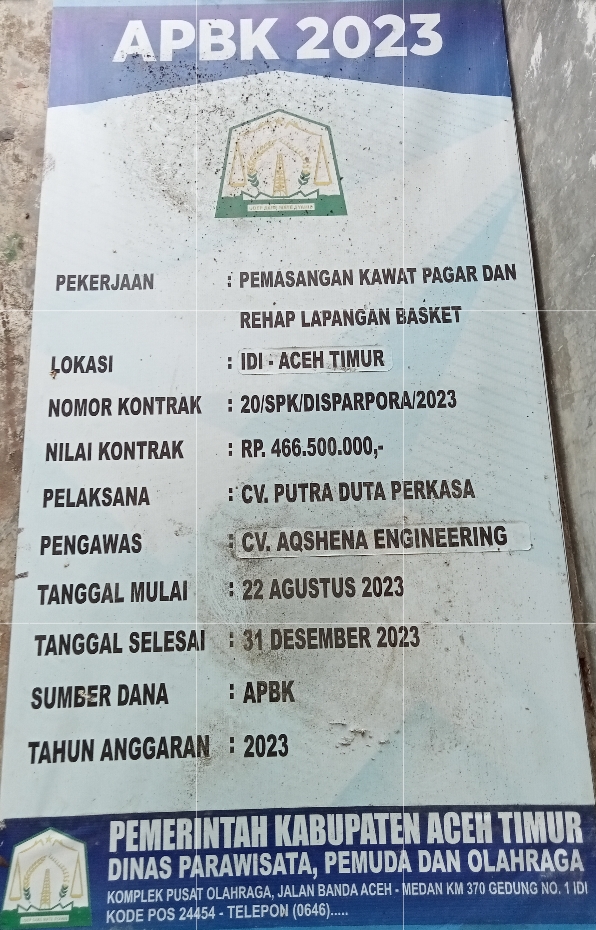 APBK 2023
PEKERJAAN : PEMASANGAN KAWAT PAGAR DAN
REHAP LAPANGAN BASKET
LOKASI : IDI - ACEH TIMUR
NOMOR KONTRAK : 20/SPK/DISPARPORA/2023
NILAI KONTRAK : RP. 466.500.000,-
PELAKSANA : CV. PUTRA DUTA PERKASA
PENGAWAS : CV. AQSHENA ENGINEERING
TANGGAL MULAI : 22 AGUSTUS 2023
TANGGAL SELESAI : 31 DESEMBER 2023
SUMBER DANA : APBK
TAHUN ANGGARAN : 2023
PEMERINTAH KABUPATEN ACEH TIMUR
DINAS PARAWISATA, PEMUDA DAN OLAHRAGA
KOMPLEK PUSAT OLAHRAGA, JALAN BANDA ACEH - MEDAN KM 370 GEDUNG NO. 1 IDI
KODE POS 24454 - TELEPON (0646).....